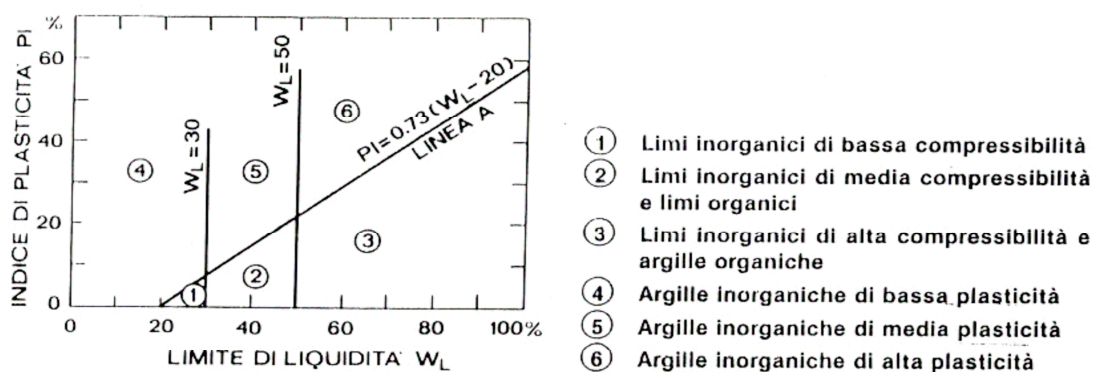 %
60
40
20
0
INDICE DI PLASTICITÀ PI
0 20 40 60 80 100%
LIMITE DI LIQUIDITÀ WL
WL=30
WL=50
PI=0.73(WL-20)
LINEA A
4
5
6
1
2
3
1 Limi inorganici di bassa compressibilità
2 Limi inorganici di media compressibilità
e limi organici
3 Limi inorganici di alta compressibilità e
argille organiche
4 Argille inorganiche di bassa plasticità
5 Argille inorganiche di media plasticità
6 Argille inorganiche di alta plasticità